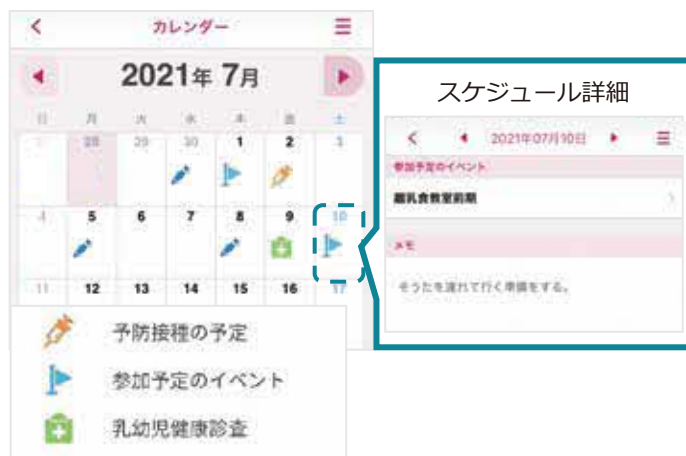 カレンダー
2021年 7月
日 月 火 水 木 金 土
28 29 30 1 2 3
4 5 6 7 8 9 10
11 12 13 14 15 16 17
予防接種の予定
参加予定のイベント
乳幼児健康診査
スケジュール詳細
2021年07月10日
参加予定のイベント
離乳食教室前期
メモ
そうたを連れて行く準備をする。